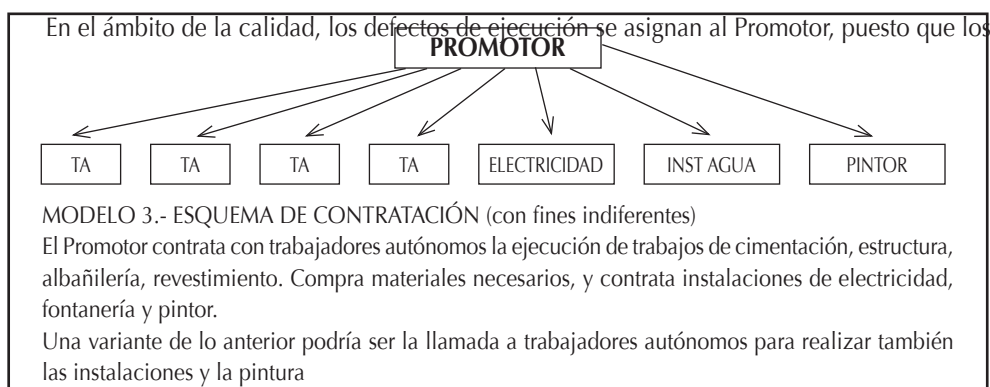 En el ámbito de la calidad, los defectos de ejecución se asignan al Promotor, puesto que los
PROMOTOR
TA TA TA TA ELECTRICIDAD INST AGUA PINTOR
MODELO 3.- ESQUEMA DE CONTRATACIÓN (con fines indiferentes)
El Promotor contrata con trabajadores autónomos la ejecución de trabajos de cimentación, estructura,
albañilería, revestimiento. Compra materiales necesarios, y contrata instalaciones de electricidad,
fontanería y pintor.
Una variante de lo anterior podría ser la llamada a trabajadores autónomos para realizar también
las instalaciones y la pintura